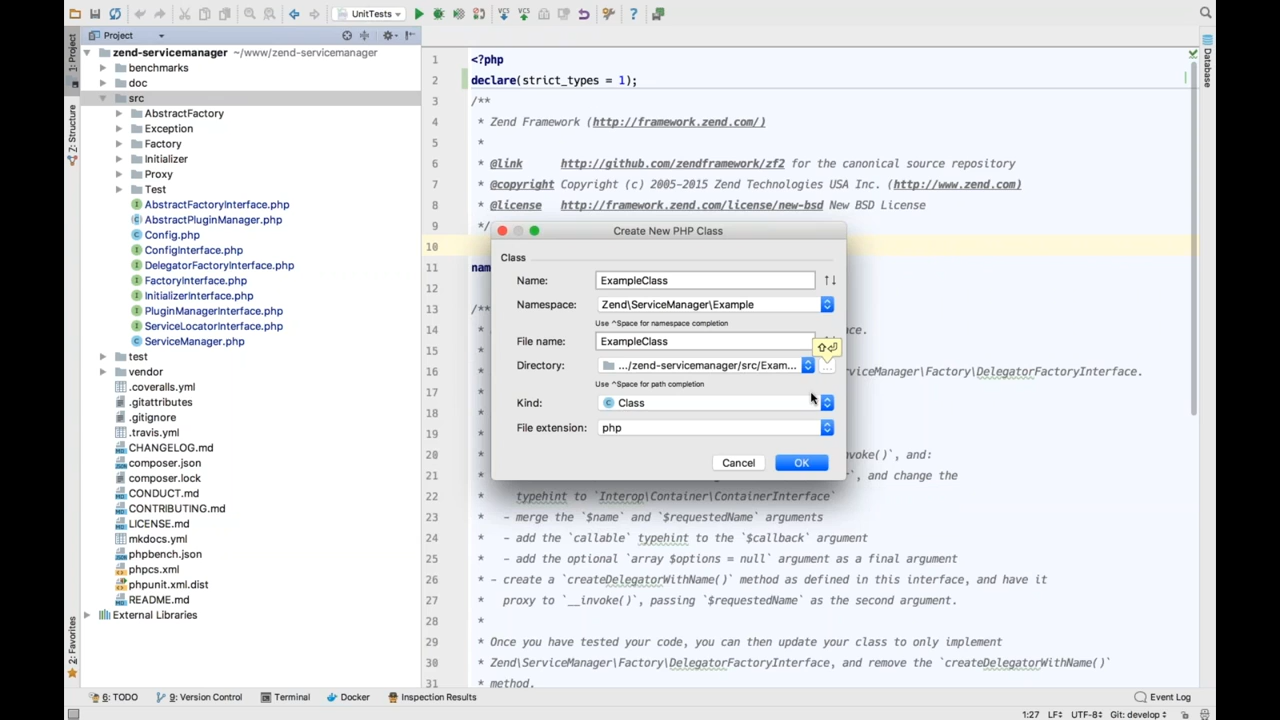 UnitTests
Project
1: Project
Z: Structure
2: Favorites
Database
zend-servicemanager ~/www/zend-servicemanager
benchmarks
doc
src
AbstractFactory
Exception
Factory
Initializer
Proxy
Test
AbstractFactoryInterface.php
AbstractPluginManager.php
Config.php
ConfigInterface.php
DelegatorFactoryInterface.php
FactoryInterface.php
InitializerInterface.php
PluginManagerInterface.php
ServiceLocatorInterface.php
ServiceManager.php
test
vendor
.coveralls.yml
.gitattributes
.gitignore
.travis.yml
CHANGELOG.md
composer.json
composer.lock
CONDUCT.md
CONTRIBUTING.md
LICENSE.md
mkdocs.yml
phpbench.json
phpcs.xml
phpunit.xml.dist
README.md
External Libraries
1 <?php
2 declare(strict_types = 1);
3 /**
4 * Zend Framework (http://framework.zend.com/)
5 *
6 * @link http://github.com/zendframework/zf2 for the canonical source repository
7 * @copyright Copyright (c) 2005-2015 Zend Technologies USA Inc. (http://www.zend.com)
8 * @license http://framework.zend.com/license/new-bsd New BSD License
9 */
10
11 nam
12
13 /**
14 * ce.
15 *
16 * viceManager\Factory\DelegatorFactoryInterface.
17 *
18 *
19 *
20 * voke()`, and:
21 * `, and change the
22 typehint to `Interop\Container\ContainerInterface`
23 * - merge the `$name` and `$requestedName` arguments
24 * - add the `callable` typehint to the `$callback` argument
25 * - add the optional `array $options = null` argument as a final argument
26 * - create a `createDelegatorWithName()` method as defined in this interface, and have it
27 * proxy to `__invoke()`, passing `$requestedName` as the second argument.
28 *
29 * Once you have tested your code, you can then update your class to only implement
30 * Zend\ServiceManager\Factory\DelegatorFactoryInterface, and remove the `createDelegatorWithName()`
31 * method.
Create New PHP Class
Class
Name: ExampleClass
Namespace: Zend\ServiceManager\Example
Use ^Space for namespace completion
File name: ExampleClass
⇧⏎
Directory: .../zend-servicemanager/src/Exam... ...
Use ^Space for path completion
Kind: Class
File extension: php
Cancel OK
6: TODO 9: Version Control Terminal Docker Inspection Results Event Log
1:27 LF÷ UTF-8÷ Git: develop÷